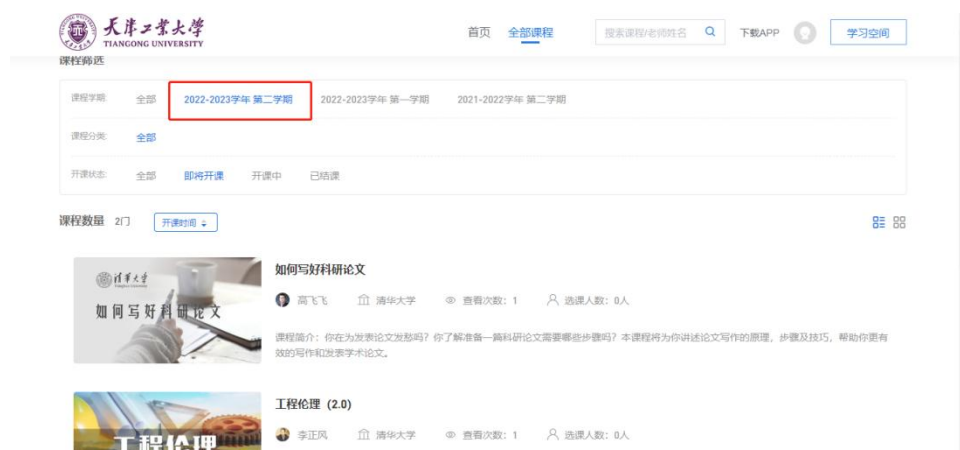 天津工业大学
TIANGONG UNIVERSITY
首页 全部课程 搜索课程/老师姓名 下载APP 学习空间
课程筛选
课程学期: 全部 2022-2023学年 第二学期 2022-2023学年 第一学期 2021-2022学年 第二学期
课程分类: 全部
开课状态: 全部 即将开课 开课中 已结课
课程数量 2门 开课时间
清华大学
如何写好科研论文
如何写好科研论文
高飞飞 清华大学 查看次数：1 选课人数：0人
课程简介：你在为发表论文发愁吗？你了解准备一篇科研论文需要哪些步骤吗？本课程将为你讲述论文写作的原理，步骤及技巧，帮助你更有
效的写作和发表学术论文。
工程伦理
工程伦理（2.0）
李正风 清华大学 查看次数：1 选课人数：0人